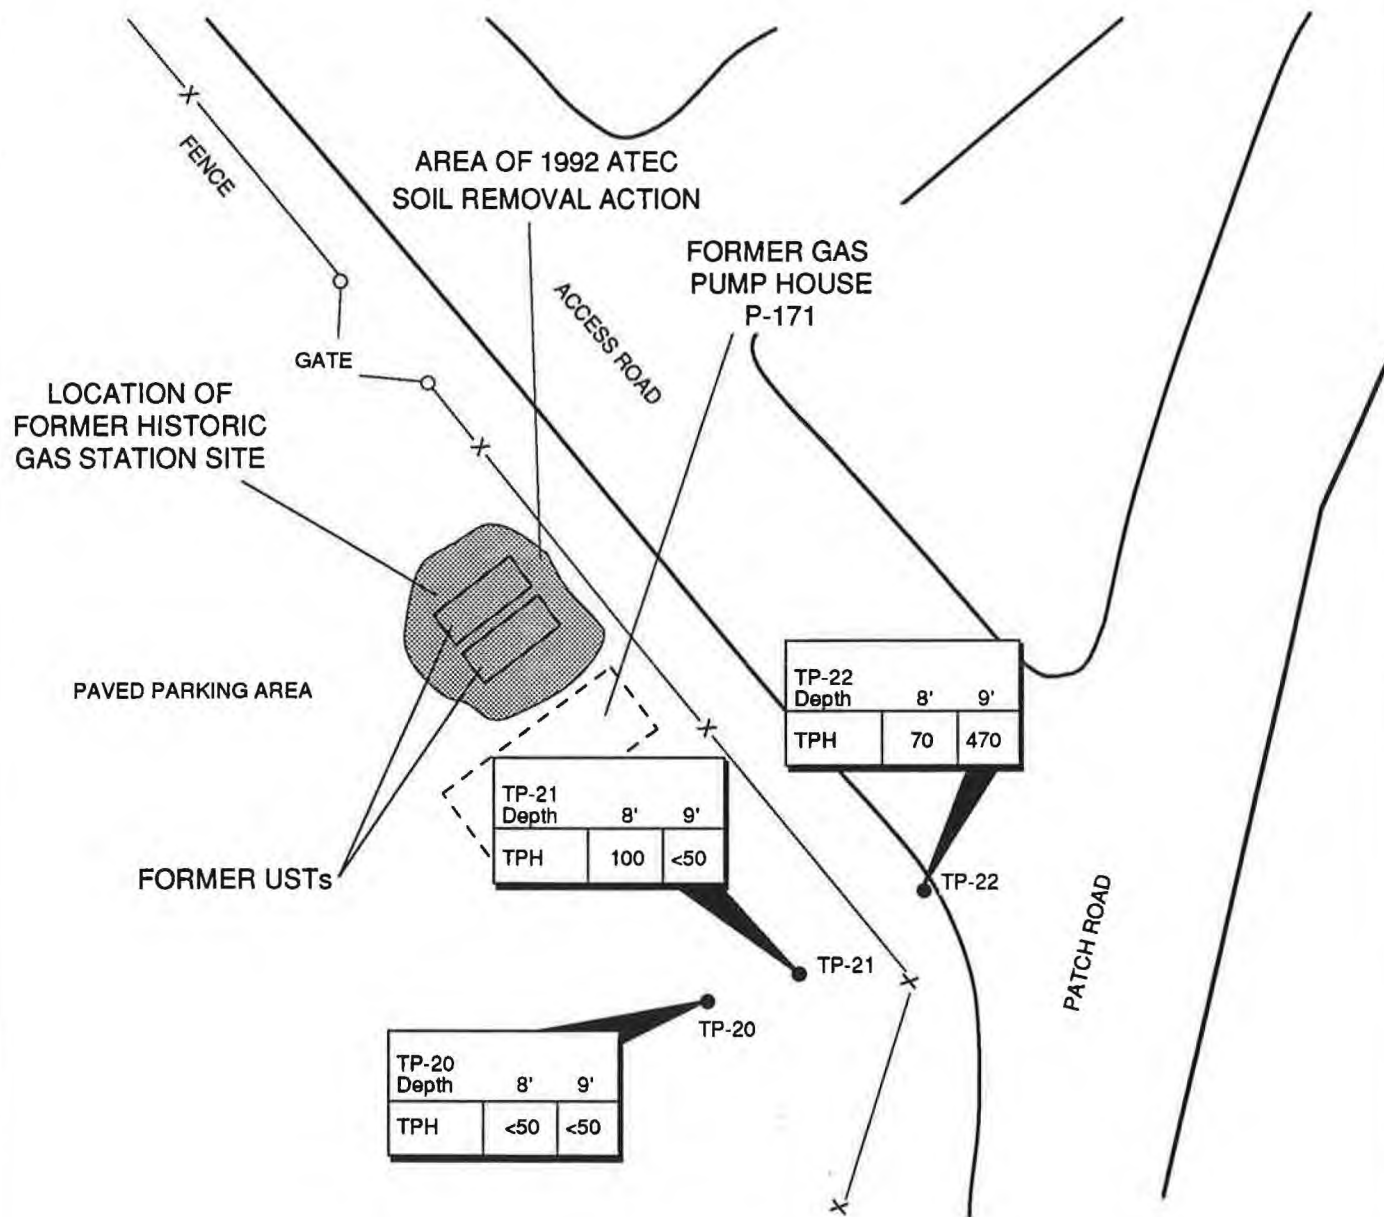 FENCE
AREA OF 1992 ATEC
SOIL REMOVAL ACTION
FORMER GAS
PUMP HOUSE
P-171
ACCESS ROAD
GATE
LOCATION OF
FORMER HISTORIC
GAS STATION SITE
PAVED PARKING AREA
TP-22
Depth 8' 9'
TPH 70 470
TP-21
Depth 8' 9'
TPH 100 <50
FORMER USTs
TP-22
PATCH ROAD
TP-21
TP-20
TP-20
Depth 8' 9'
TPH <50 <50